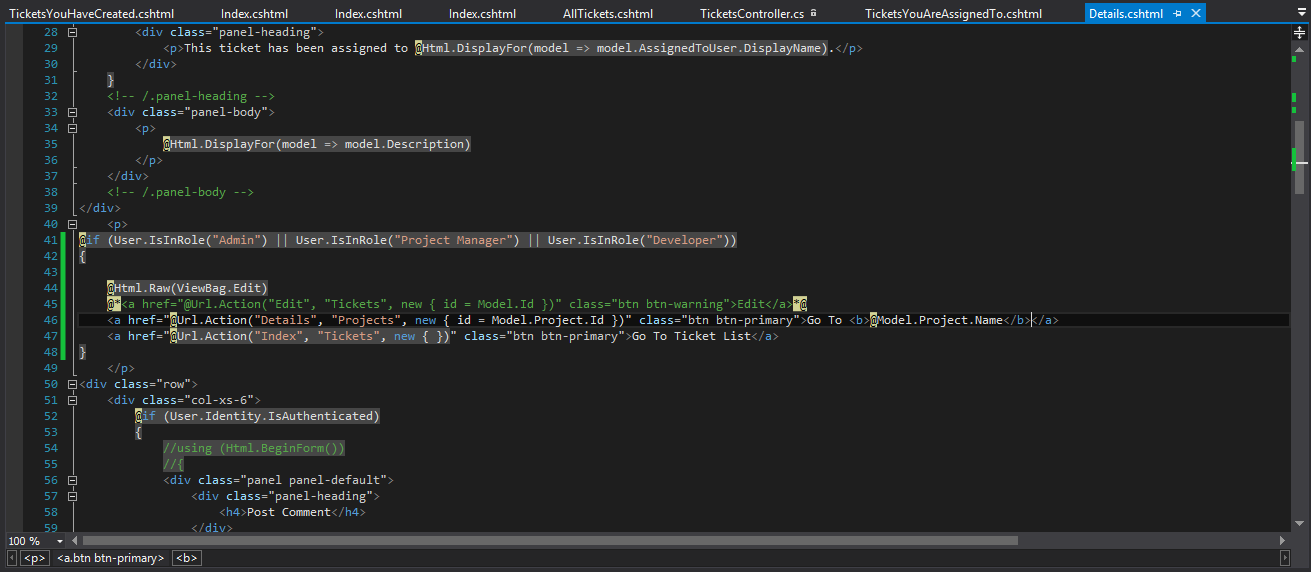 TicketsYouHaveCreated.cshtml Index.cshtml Index.cshtml Index.cshtml AllTickets.cshtml TicketsController.cs TicketsYouAreAssignedTo.cshtml Details.cshtml
28 <div class="panel-heading">
29 <p>This ticket has been assigned to @Html.DisplayFor(model => model.AssignedToUser.DisplayName).</p>
30 </div>
31 }
32 <!-- /.panel-heading -->
33 <div class="panel-body">
34 <p>
35 @Html.DisplayFor(model => model.Description)
36 </p>
37 </div>
38 <!-- /.panel-body -->
39 </div>
40 <p>
41 @if (User.IsInRole("Admin") || User.IsInRole("Project Manager") || User.IsInRole("Developer"))
42 {
43
44 @Html.Raw(ViewBag.Edit)
45 @*<a href="@Url.Action("Edit", "Tickets", new { id = Model.Id })" class="btn btn-warning">Edit</a>*@
46 <a href="@Url.Action("Details", "Projects", new { id = Model.Project.Id })" class="btn btn-primary">Go To <b>@Model.Project.Name</b></a>
47 <a href="@Url.Action("Index", "Tickets", new { })" class="btn btn-primary">Go To Ticket List</a>
48 }
49 </p>
50 <div class="row">
51 <div class="col-xs-6">
52 @if (User.Identity.IsAuthenticated)
53 {
54 //using (Html.BeginForm())
55 //{
56 <div class="panel panel-default">
57 <div class="panel-heading">
58 <h4>Post Comment</h4>
59 </div>
100 %
<p> <a.btn btn-primary> <b>